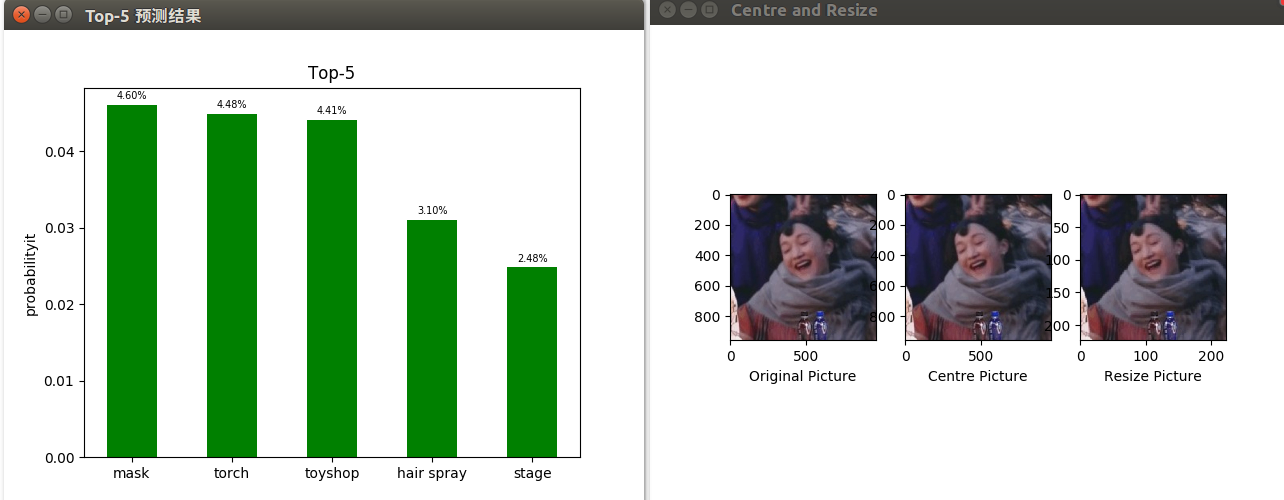 Top-5 预测结果
Top-5
4.60%
4.48%
4.41%
3.10%
2.48%
0.04
0.03
0.02
0.01
0.00
probabilityit
mask
torch
toyshop
hair spray
stage
Centre and Resize
0
200
400
600
800
0
500
Original Picture
0
200
400
600
800
0
500
Centre Picture
0
50
100
150
200
0
100
200
Resize Picture